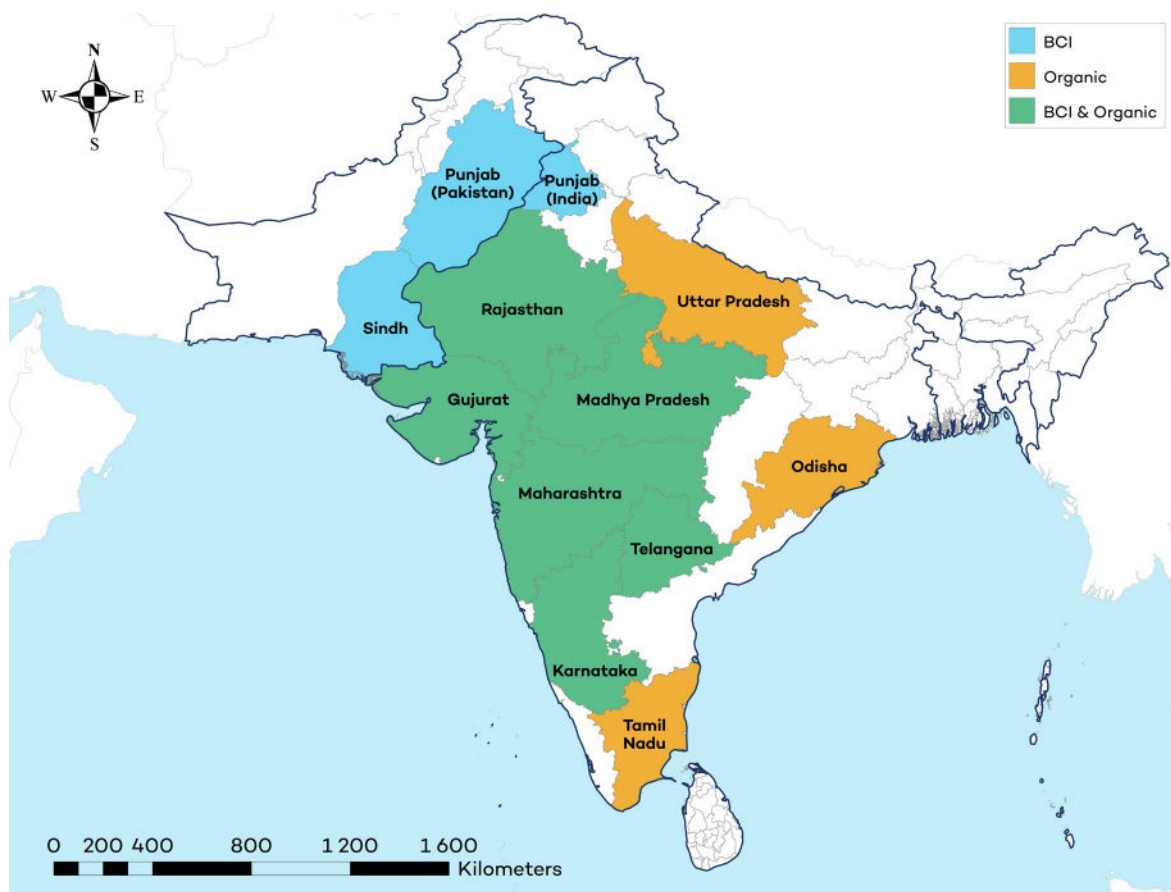 N
W E
S
BCI
Organic
BCI & Organic
Punjab
(Pakistan)
Punjab
(India)
Rajasthan
Uttar Pradesh
Sindh
Gujurat
Madhya Pradesh
Odisha
Maharashtra
Telangana
Karnataka
Tamil
Nadu
0 200 400 800 1 200 1 600
Kilometers